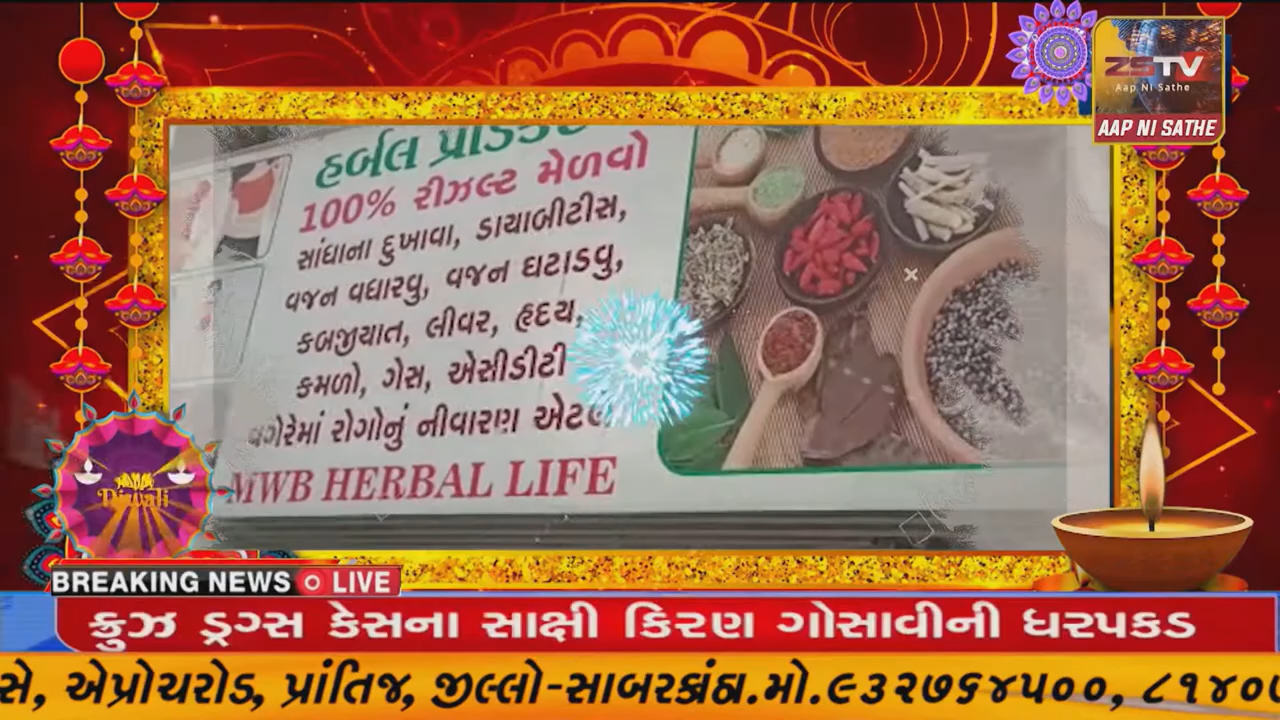 ZSTV
Aap Ni Sathe
AAP NI SATHE
હર્બલ પ્રોડક્ટ
100% રીઝલ્ટ મેળવો
સાંધાના દુખાવા, ડાયાબીટીસ,
વજન વધારવુ, વજન ઘટાડવુ,
કબજીયાત, લીવર, હૃદય,
કમળો, ગેસ, એસીડીટી
વગેરેમાં રોગોનું નીવારણ એટલે
MWB HERBAL LIFE
Diwali
BREAKING NEWS LIVE
ક્રુઝ ડ્રગ્સ કેસના સાક્ષી કિરણ ગોસાવીની ધરપકડ
સે, એપ્રોચરોડ, પ્રાંતિજ, જીલ્લો-સાબરકાંઠા.મો.૯૩૨૭૬૪૫૦૦, ૮૧૪૦૭